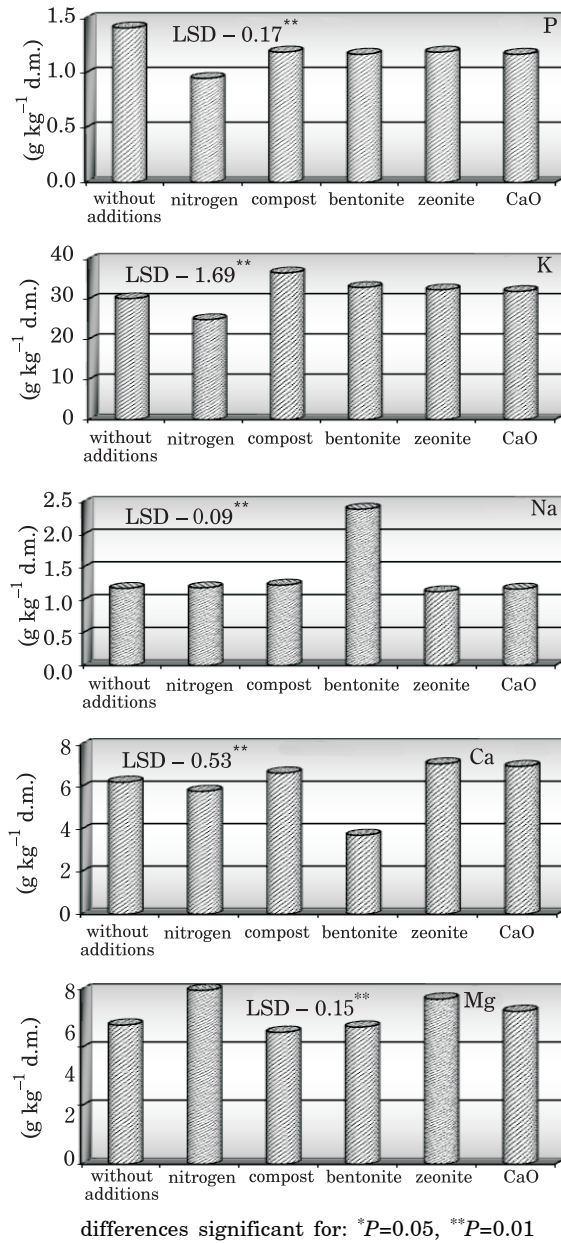 1.5
LSD – 0.17**
P
1.0
0.5
0.0
(g kg–1 d.m.)
without additions
nitrogen
compost
bentonite
zeonite
CaO
40
LSD – 1.69**
K
30
20
10
0
(g kg–1 d.m.)
without additions
nitrogen
compost
bentonite
zeonite
CaO
2.5
LSD – 0.09**
Na
2.0
1.5
1.0
0.5
0.0
(g kg–1 d.m.)
without additions
nitrogen
compost
bentonite
zeonite
CaO
8
LSD – 0.53**
Ca
6
4
2
0
(g kg–1 d.m.)
without additions
nitrogen
compost
bentonite
zeonite
CaO
8
LSD – 0.15**
Mg
6
4
2
0
(g kg–1 d.m.)
without additions
nitrogen
compost
bentonite
zeonite
CaO
differences significant for: *P=0.05, **P=0.01